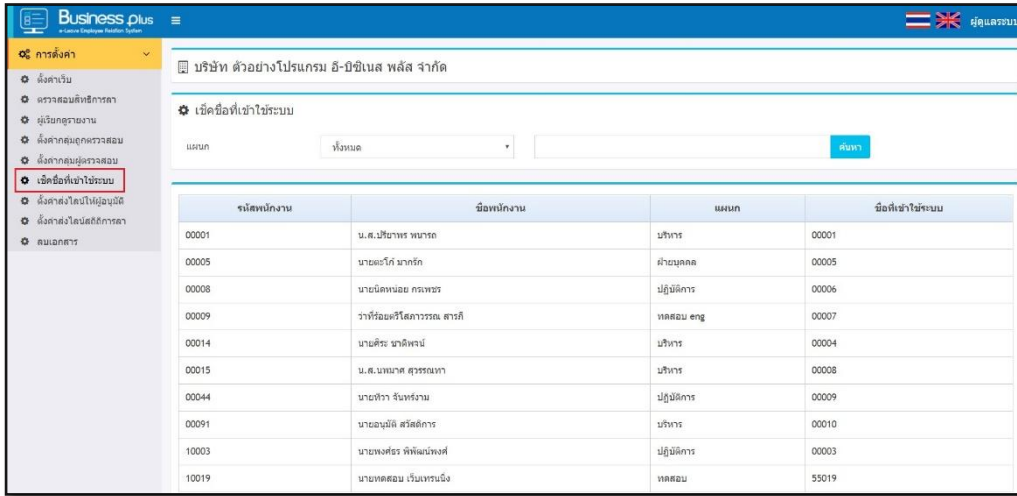 Business plus
e-Leave Employee Relation System
ผู้ดูแลระบบ
การตั้งค่า
ตั้งค่าเว็บ
ตรวจสอบสิทธิการลา
ผู้เรียกดูรายงาน
ตั้งค่ากลุ่มถูกตรวจสอบ
ตั้งค่ากลุ่มผู้ตรวจสอบ
เช็คชื่อที่เข้าใช้ระบบ
ตั้งค่าส่งไลน์ให้ผู้อนุมัติ
ตั้งค่าส่งไลน์สถิติการลา
ลบเอกสาร
บริษัท ตัวอย่างโปรแกรม อี-บิซิเนส พลัส จำกัด
เช็คชื่อที่เข้าใช้ระบบ
แผนก ทั้งหมด ค้นหา
รหัสพนักงาน ชื่อพนักงาน แผนก ชื่อที่เข้าใช้ระบบ
00001 น.ส.ปรียาพร พนารถ บริหาร 00001
00005 นายตะโก้ มากรัก ฝ่ายบุคคล 00005
00008 นายนิดหน่อย กรเพชร ปฏิบัติการ 00006
00009 ว่าที่ร้อยตรีโสภาวรรณ สารภี ทดสอบ eng 00007
00014 นายศิระ ชาติพจน์ บริหาร 00004
00015 น.ส.นพมาศ สุวรรณทา บริหาร 00008
00044 นายทิวา จันทร์งาม ปฏิบัติการ 00009
00091 นายอนุมัติ สวัสดิการ บริหาร 00010
10003 นายพงศ์ธร พิพัฒน์พงศ์ ปฏิบัติการ 00003
10019 นายทดสอบ เว็บเทรนนิ่ง ทดสอบ 55019